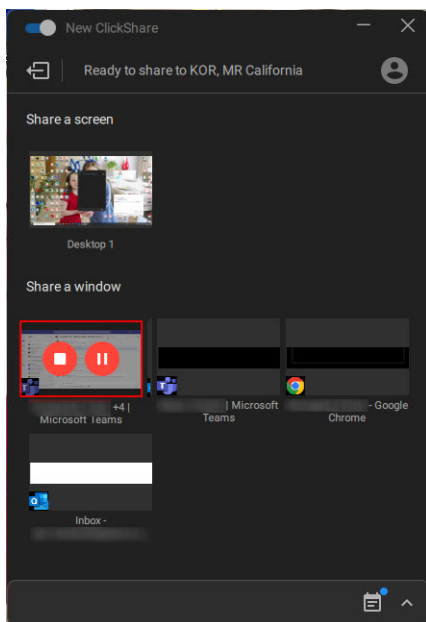 New ClickShare
Ready to share to KOR, MR California
Share a screen
Desktop 1
Share a window
+4 |
Microsoft Teams
| Microsoft
Teams
- Google
Chrome
Inbox -